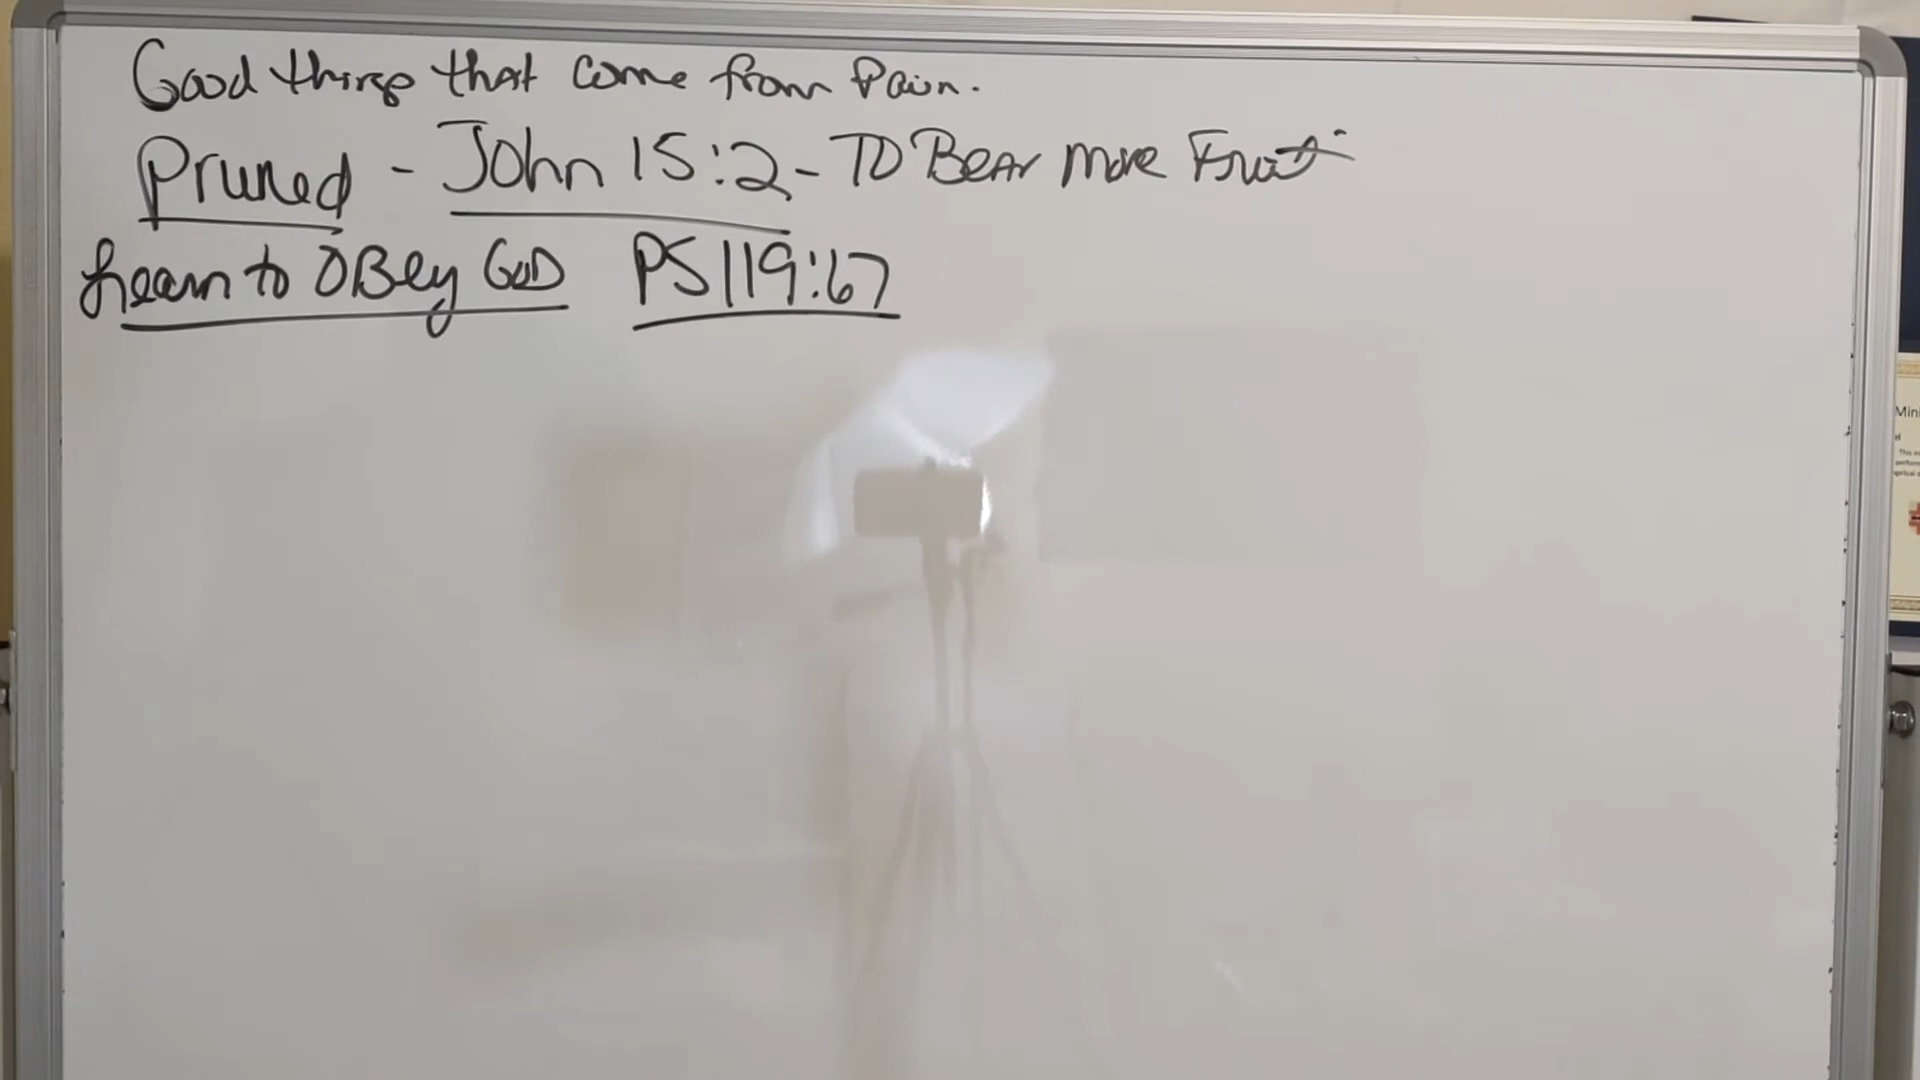 Good things that come from Pain.
Pruned - John 15:2 - TO Bear More Fruit
Learn to OBey GoD PS 119:67
Mini